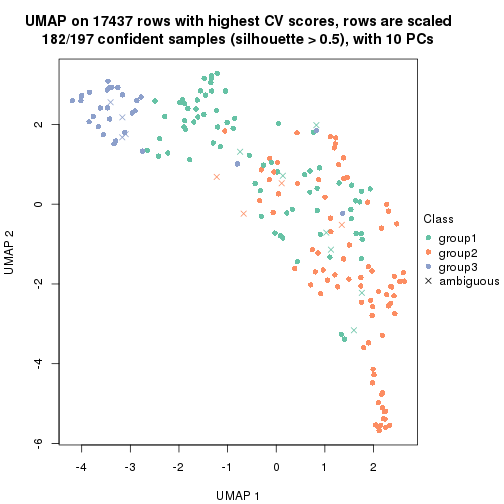 UMAP on 17437 rows with highest CV scores, rows are scaled
182/197 confident samples (silhouette > 0.5), with 10 PCs
2
0
-2
-4
-6
UMAP 2
-4
-3
-2
-1
0
1
2
UMAP 1
Class
group1
group2
group3
ambiguous